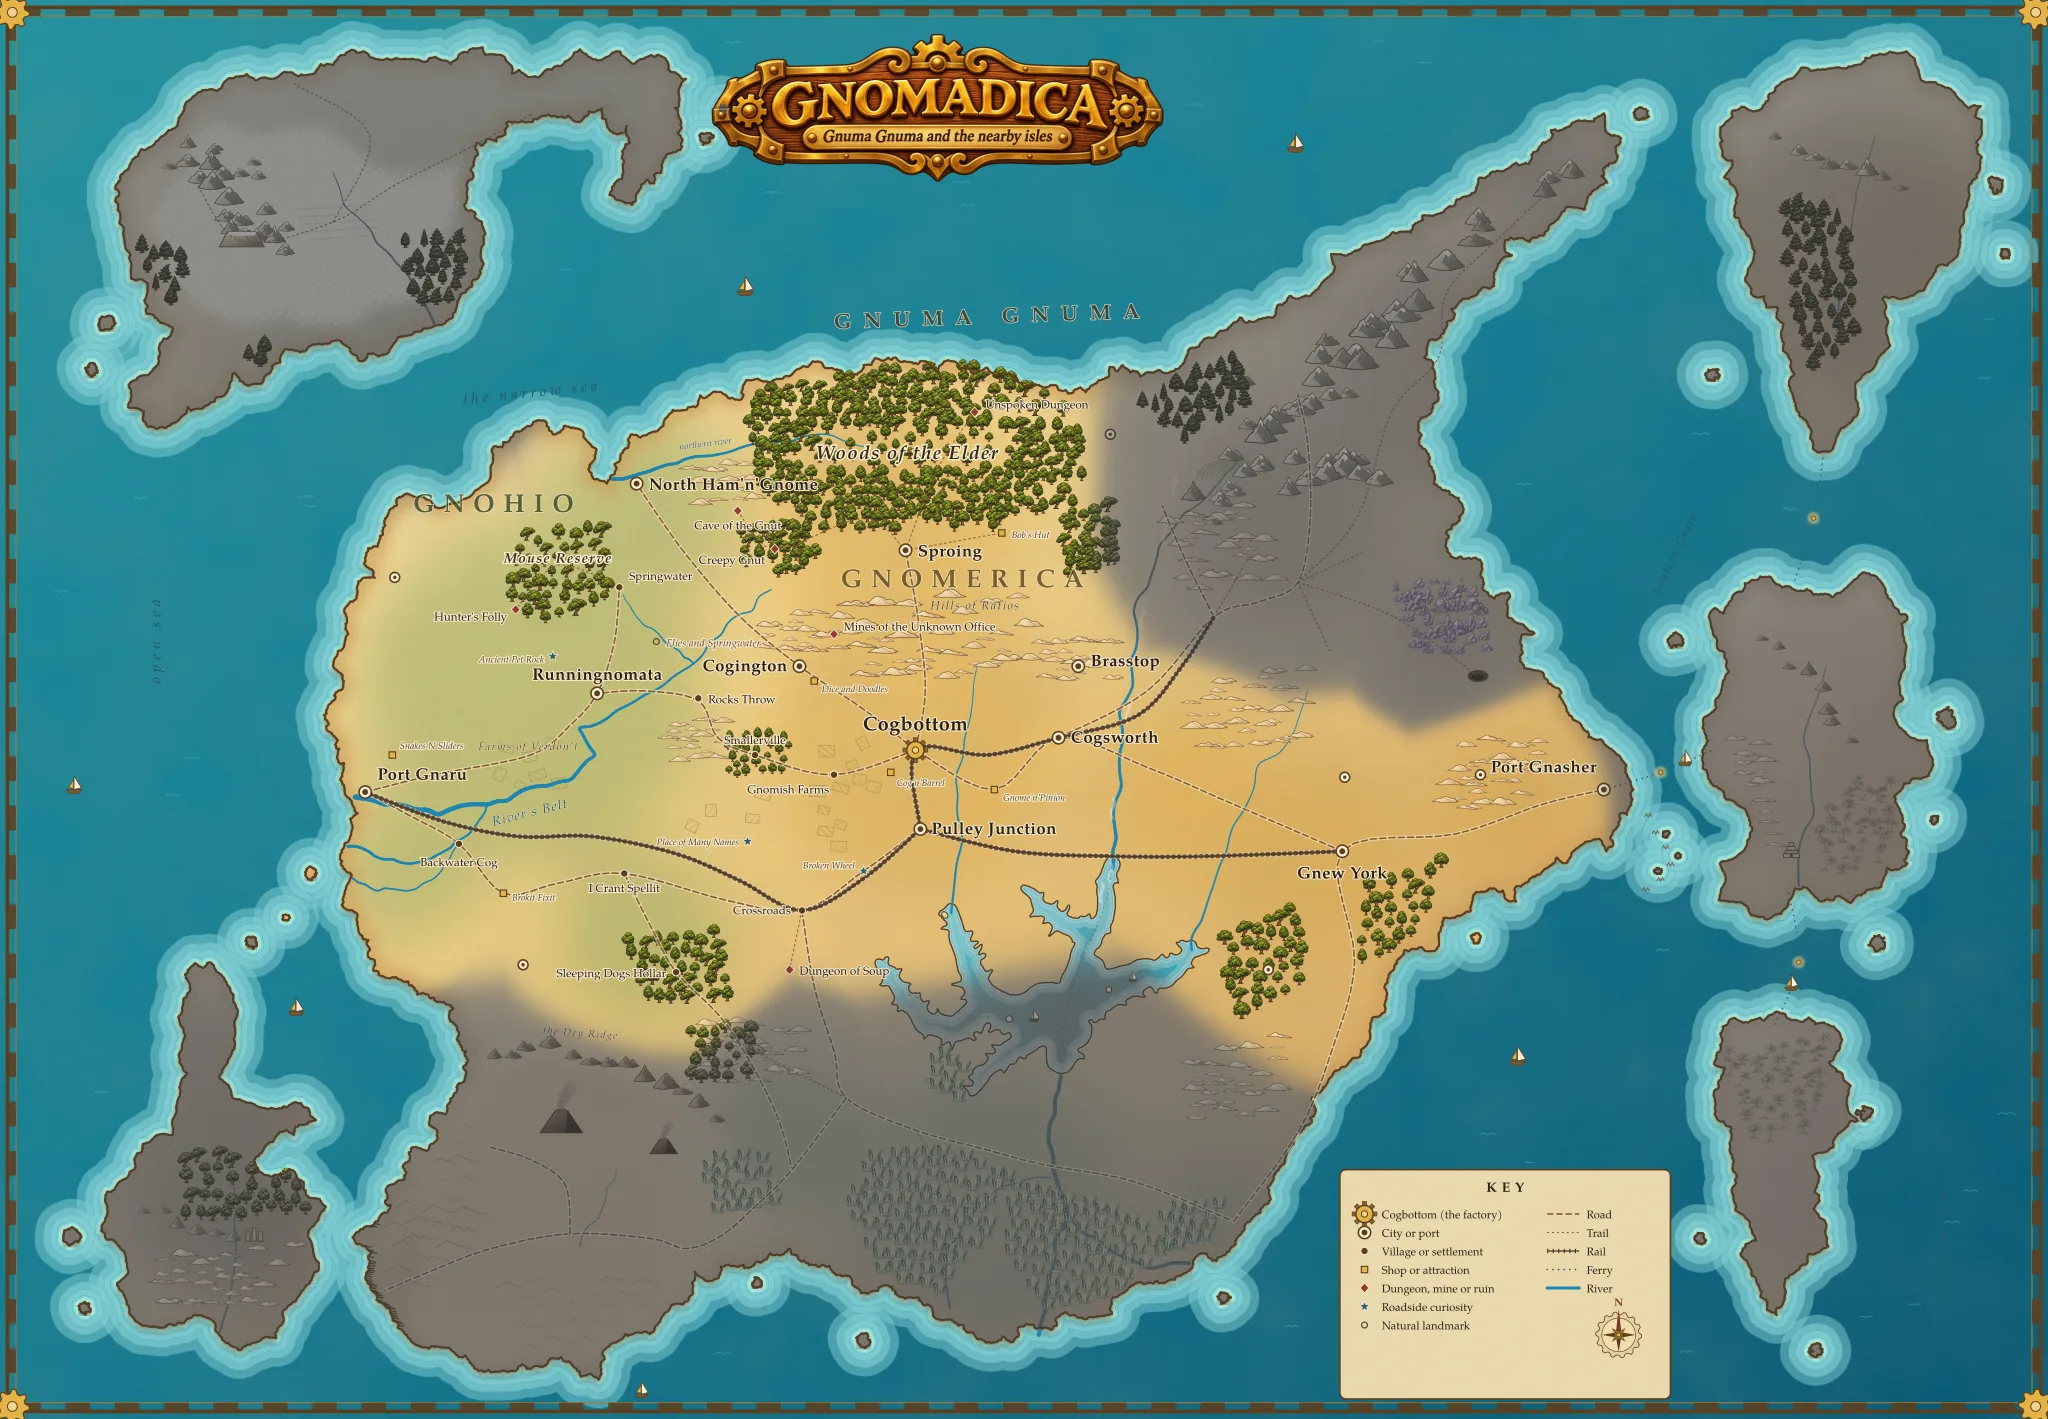 GNOMADICA
Gnuma Gnuma and the nearby isles
GNUMA GNUMA
the narrow sea
Unspoken Dungeon
northern river
Woods of the Elder
North Ham'n'Gnome
GNOHIO
Cave of the Gnut
Bob's Hut
Sproing
Mouse Reserve
Creepy Gnut
Springwater
GNOMERICA
Hills of Ratios
Hunter's Folly
Mines of the Unknown Office
open sea
Flies and Springwater
Ancient Pet Rock
Cogington
Brasstop
Runningnomata
Dice and Doodles
Rocks Throw
Cogbottom
Cogsworth
Snakes N Sliders
Farms of Verdon't
Smallerville
Port Gnaru
Port Gnasher
Cog'n'Barrel
Gnomish Farms
Gnome'n'Pinion
River's Belt
Pulley Junction
Place of Many Names
Backwater Cog
Broken Wheel
Gnew York
I Crant Spellit
Brokit Fixit
Crossroads
Sleeping Dogs Hollar
Dungeon of Soup
the Dry Ridge
KEY
Cogbottom (the factory)
City or port
Village or settlement
Shop or attraction
Dungeon, mine or ruin
Roadside curiosity
Natural landmark
Road
Trail
Rail
Ferry
River
N